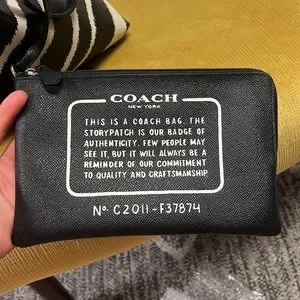 COACH
NEW YORK
THIS IS A COACH BAG. THE
STORYPATCH IS OUR BADGE OF
AUTHENTICITY. FEW PEOPLE MAY
SEE IT, BUT IT WILL ALWAYS BE A
REMINDER OF OUR COMMITMENT
TO QUALITY AND CRAFTSMANSHIP.
No. C2011-F37874